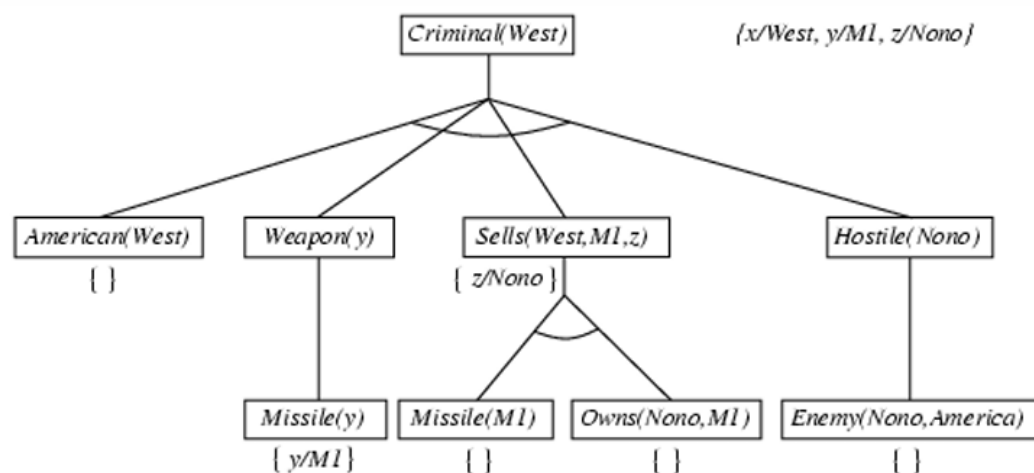 Criminal(West)
{x/West, y/M1, z/Nono}
American(West)
Weapon(y)
Sells(West,M1,z)
Hostile(Nono)
{ }
{ z/Nono }
Missile(y)
Missile(M1)
Owns(Nono,M1)
Enemy(Nono,America)
{ y/M1}
{ }
{ }
{ }